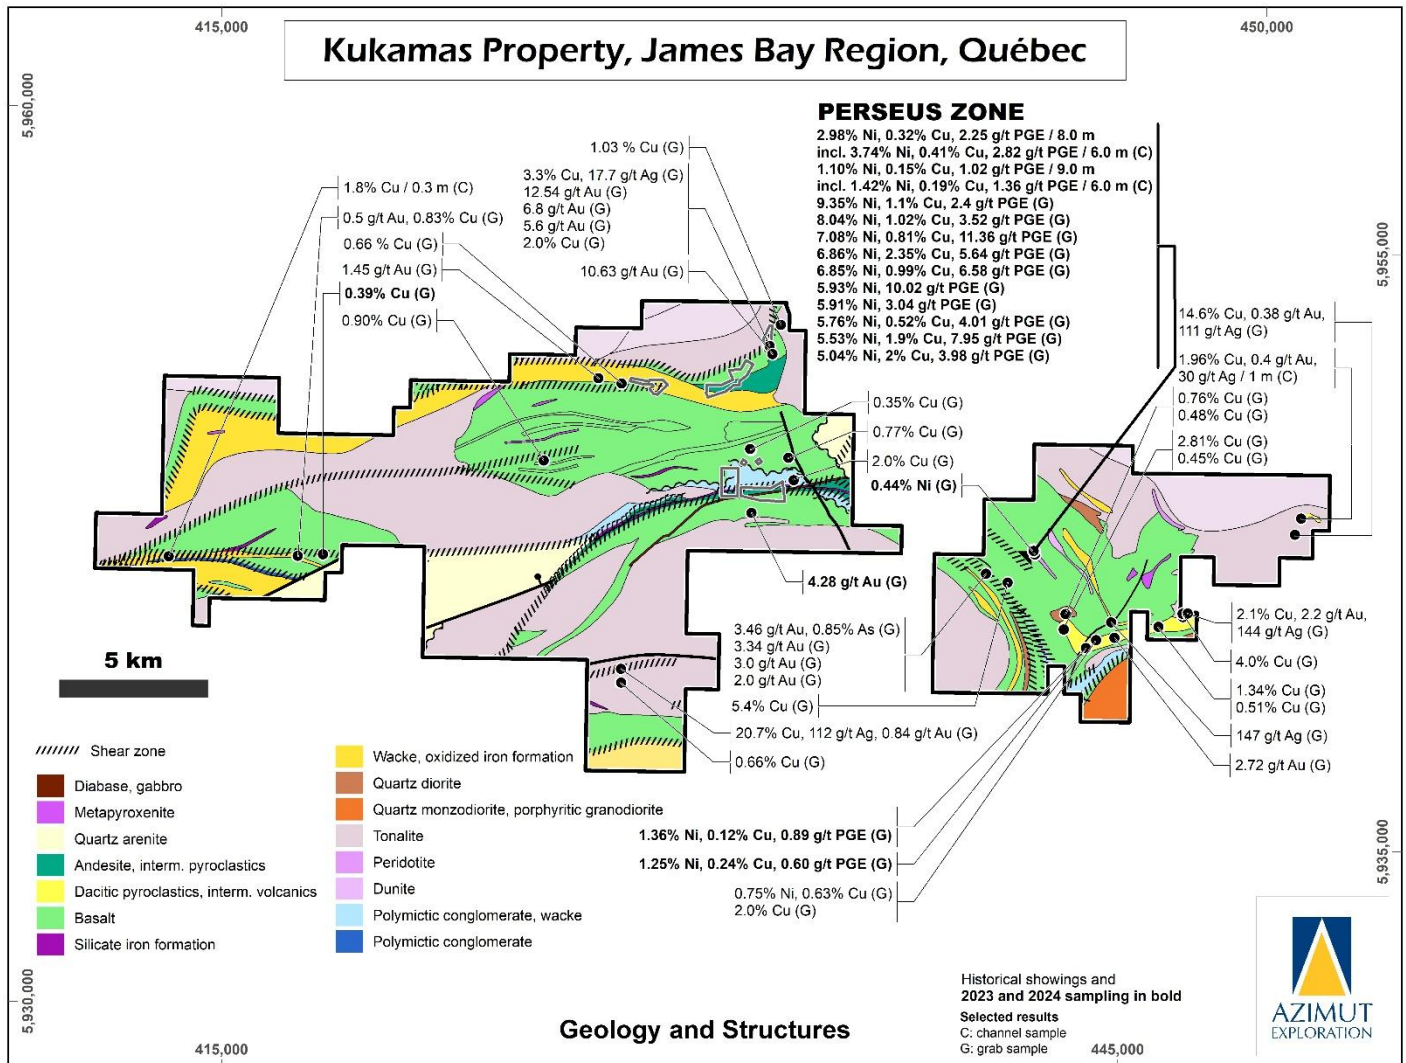 415,000
450,000
Kukamas Property, James Bay Region, Québec
5,960,000
5,955,000
PERSEUS ZONE
2.98% Ni, 0.32% Cu, 2.25 g/t PGE / 8.0 m
incl. 3.74% Ni, 0.41% Cu, 2.82 g/t PGE / 6.0 m (C)
1.10% Ni, 0.15% Cu, 1.02 g/t PGE / 9.0 m
incl. 1.42% Ni, 0.19% Cu, 1.36 g/t PGE / 6.0 m (C)
9.35% Ni, 1.1% Cu, 2.4 g/t PGE (G)
8.04% Ni, 1.02% Cu, 3.52 g/t PGE (G)
7.08% Ni, 0.81% Cu, 11.36 g/t PGE (G)
6.86% Ni, 2.35% Cu, 5.64 g/t PGE (G)
6.85% Ni, 0.99% Cu, 6.58 g/t PGE (G)
5.93% Ni, 10.02 g/t PGE (G)
5.91% Ni, 3.04 g/t PGE (G)
5.76% Ni, 0.52% Cu, 4.01 g/t PGE (G)
5.53% Ni, 1.9% Cu, 7.95 g/t PGE (G)
5.04% Ni, 2% Cu, 3.98 g/t PGE (G)
1.03 % Cu (G)
3.3% Cu, 17.7 g/t Ag (G)
12.54 g/t Au (G)
6.8 g/t Au (G)
5.6 g/t Au (G)
2.0% Cu (G)
10.63 g/t Au (G)
1.8% Cu / 0.3 m (C)
0.5 g/t Au, 0.83% Cu (G)
0.66 % Cu (G)
1.45 g/t Au (G)
0.39% Cu (G)
0.90% Cu (G)
14.6% Cu, 0.38 g/t Au,
111 g/t Ag (G)
1.96% Cu, 0.4 g/t Au,
30 g/t Ag / 1 m (C)
0.76% Cu (G)
0.48% Cu (G)
2.81% Cu (G)
0.45% Cu (G)
0.35% Cu (G)
0.77% Cu (G)
2.0% Cu (G)
0.44% Ni (G)
4.28 g/t Au (G)
3.46 g/t Au, 0.85% As (G)
3.34 g/t Au (G)
3.0 g/t Au (G)
2.0 g/t Au (G)
5.4% Cu (G)
20.7% Cu, 112 g/t Ag, 0.84 g/t Au (G)
0.66% Cu (G)
2.1% Cu, 2.2 g/t Au,
144 g/t Ag (G)
4.0% Cu (G)
1.34% Cu (G)
0.51% Cu (G)
147 g/t Ag (G)
2.72 g/t Au (G)
1.36% Ni, 0.12% Cu, 0.89 g/t PGE (G)
1.25% Ni, 0.24% Cu, 0.60 g/t PGE (G)
0.75% Ni, 0.63% Cu (G)
2.0% Cu (G)
5 km
Shear zone
Diabase, gabbro
Metapyroxenite
Quartz arenite
Andesite, interm. pyroclastics
Dacitic pyroclastics, interm. volcanics
Basalt
Silicate iron formation
Wacke, oxidized iron formation
Quartz diorite
Quartz monzodiorite, porphyritic granodiorite
Tonalite
Peridotite
Dunite
Polymictic conglomerate, wacke
Polymictic conglomerate
5,935,000
5,930,000
Geology and Structures
Historical showings and
2023 and 2024 sampling in bold
Selected results
C: channel sample
G: grab sample
AZIMUT
EXPLORATION
415,000
445,000